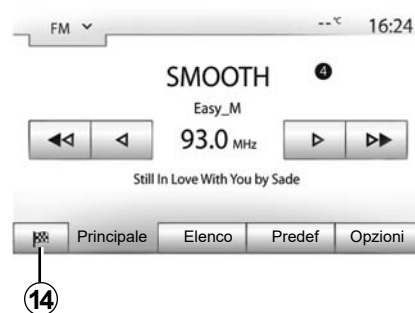 FM --°C 16:24
SMOOTH 4
Easy_M
93.0 MHz
Still In Love With You by Sade
Principale Elenco Predef Opzioni
14